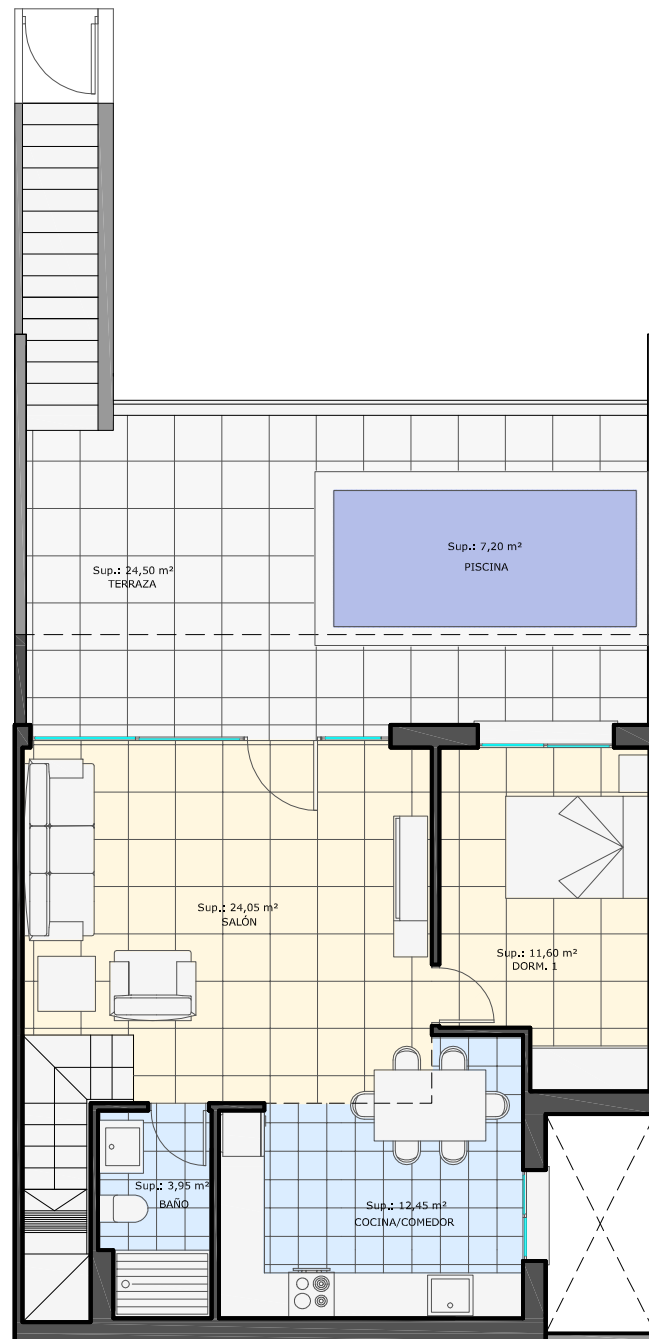 Sup.: 7,20 m²
PISCINA
Sup.: 24,50 m²
TERRAZA
Sup.: 24,05 m²
SALÓN
Sup.: 11,60 m²
DORM. 1
Sup.: 3,95 m²
BAÑO
Sup.: 12,45 m²
COCINA/COMEDOR